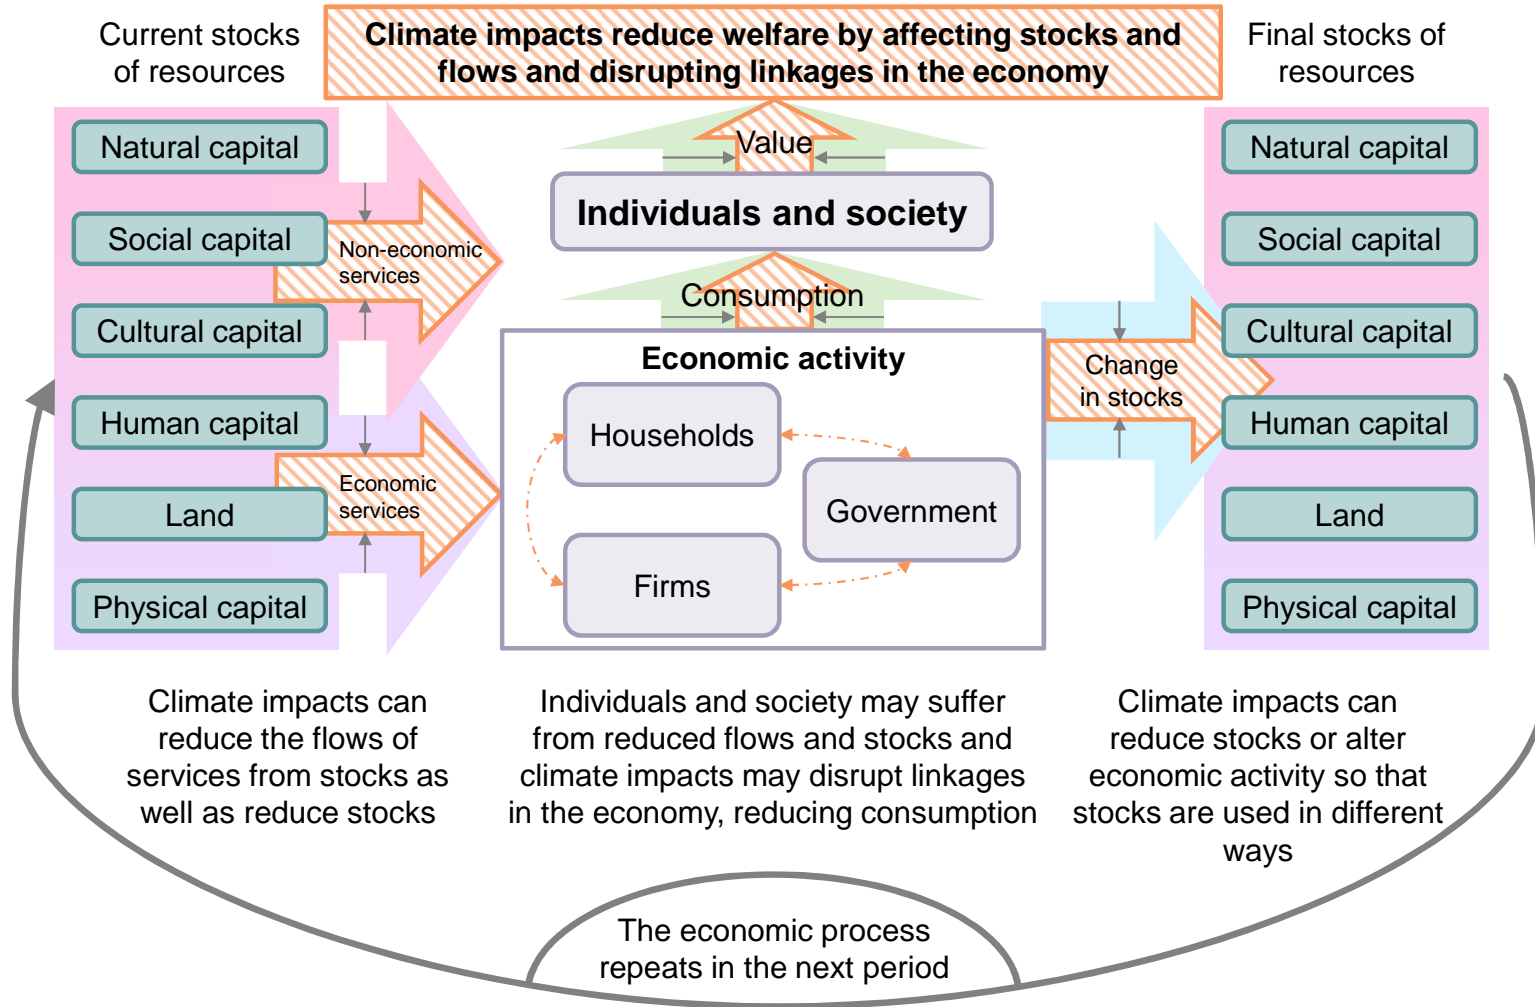 Current stocks
of resources
Climate impacts reduce welfare by affecting stocks and
flows and disrupting linkages in the economy
Final stocks of
resources
Natural capital
Social capital
Cultural capital
Human capital
Land
Physical capital
Non-economic
services
Economic
services
Value
Individuals and society
Consumption
Economic activity
Households
Government
Firms
Change
in stocks
Natural capital
Social capital
Cultural capital
Human capital
Land
Physical capital
Climate impacts can
reduce the flows of
services from stocks as
well as reduce stocks
Individuals and society may suffer
from reduced flows and stocks and
climate impacts may disrupt linkages
in the economy, reducing consumption
Climate impacts can
reduce stocks or alter
economic activity so that
stocks are used in different
ways
The economic process
repeats in the next period